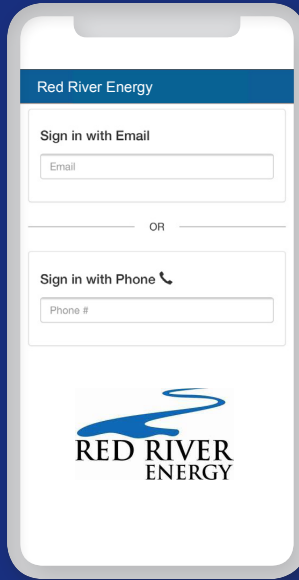 Red River Energy
Sign in with Email
Email
OR
Sign in with Phone
Phone #
RED RIVER
ENERGY